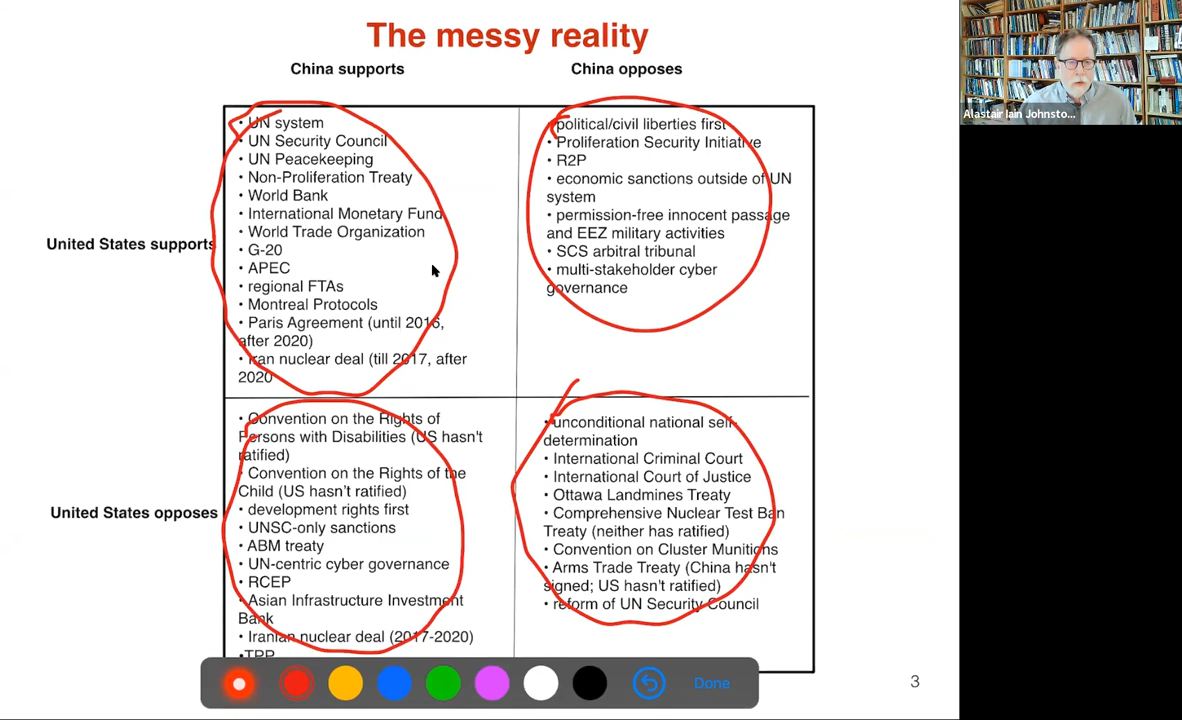 The messy reality
China supports
China opposes
United States supports
• UN system
• UN Security Council
• UN Peacekeeping
• Non-Proliferation Treaty
• World Bank
• International Monetary Fund
• World Trade Organization
• G-20
• APEC
• regional FTAs
• Montreal Protocols
• Paris Agreement (until 2016,
after 2020)
• Iran nuclear deal (till 2017, after
2020
• political/civil liberties first
• Proliferation Security Initiative
• R2P
• economic sanctions outside of UN
system
• permission-free innocent passage
and EEZ military activities
• SCS arbitral tribunal
• multi-stakeholder cyber
governance
United States opposes
• Convention on the Rights of
Persons with Disabilities (US hasn't
ratified)
• Convention on the Rights of the
Child (US hasn't ratified)
• development rights first
• UNSC-only sanctions
• ABM treaty
• UN-centric cyber governance
• RCEP
• Asian Infrastructure Investment
Bank
• Iranian nuclear deal (2017-2020)
•TPP
• unconditional national self-
determination
• International Criminal Court
• International Court of Justice
• Ottawa Landmines Treaty
• Comprehensive Nuclear Test Ban
Treaty (neither has ratified)
• Convention on Cluster Munitions
• Arms Trade Treaty (China hasn't
signed; US hasn't ratified)
• reform of UN Security Council
Done
3
Alastair Iain Johnsto...